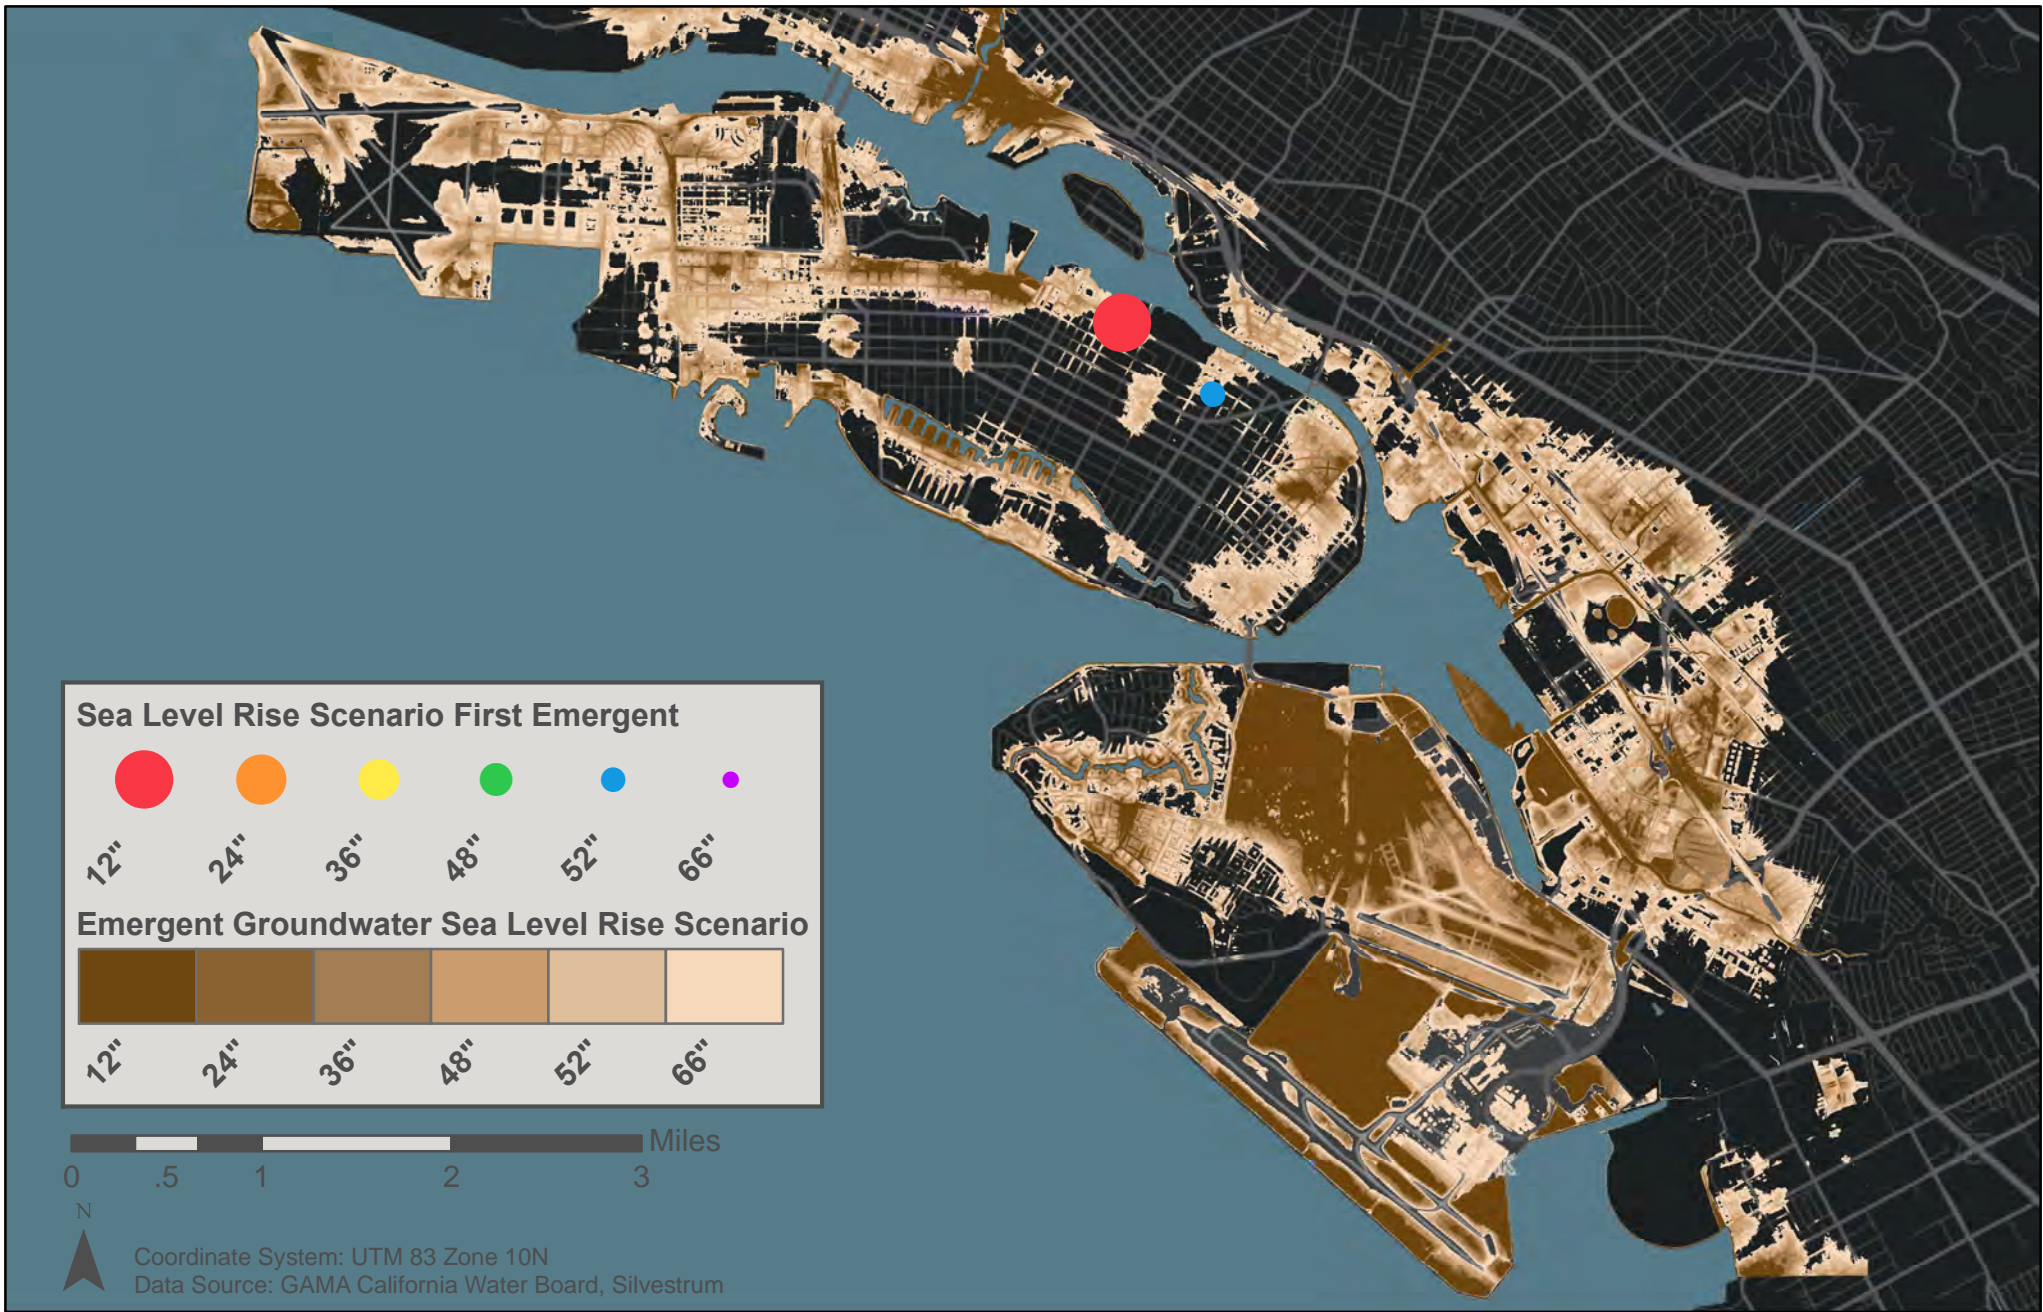 Sea Level Rise Scenario First Emergent
12" 24" 36" 48" 52" 66"
Emergent Groundwater Sea Level Rise Scenario
12" 24" 36" 48" 52" 66"
Miles
0 .5 1 2 3
N
Coordinate System: UTM 83 Zone 10N
Data Source: GAMA California Water Board, Silvestrum